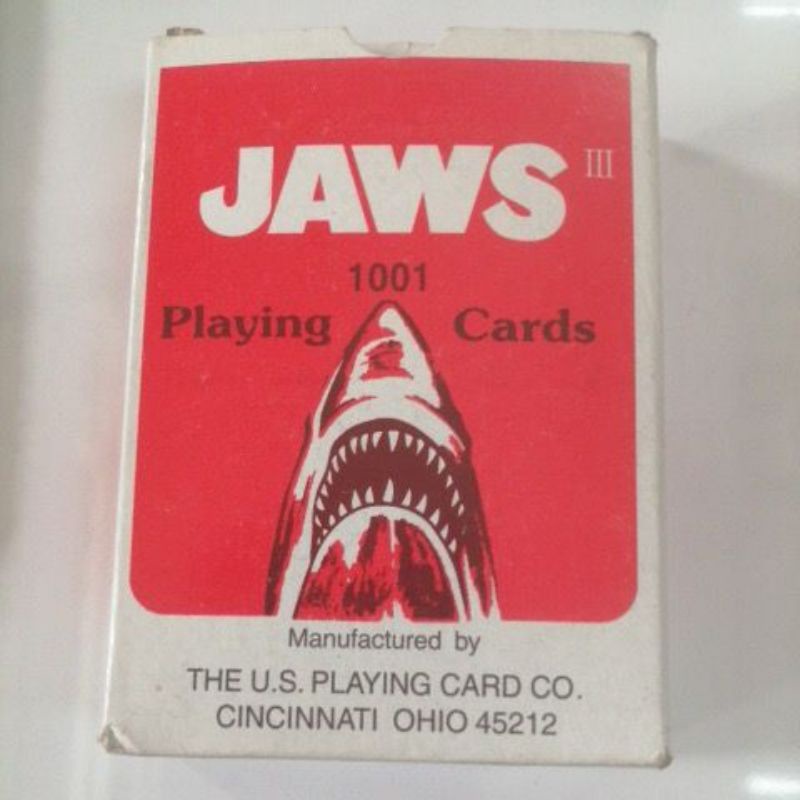 JAWS III
1001
Playing Cards
Manufactured by
THE U.S. PLAYING CARD CO.
CINCINNATI OHIO 45212